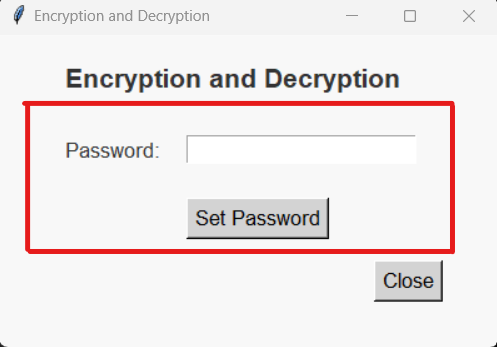 Encryption and Decryption
Encryption and Decryption
Password:
Set Password
Close